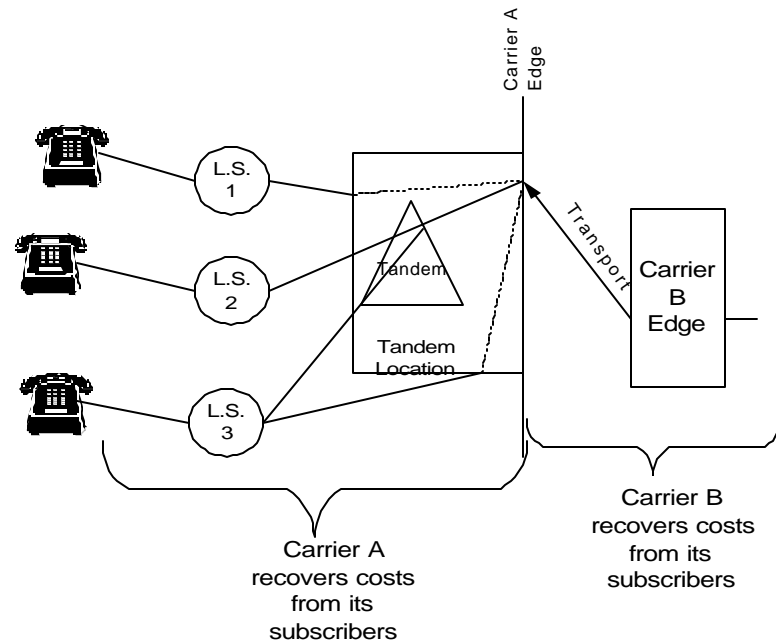 Carrier A
Edge
L.S.
1
L.S.
2
L.S.
3
Tandem
Tandem
Location
Transport
Carrier
B
Edge
Carrier A
recovers costs
from its
subscribers
Carrier B
recovers costs
from its
subscribers